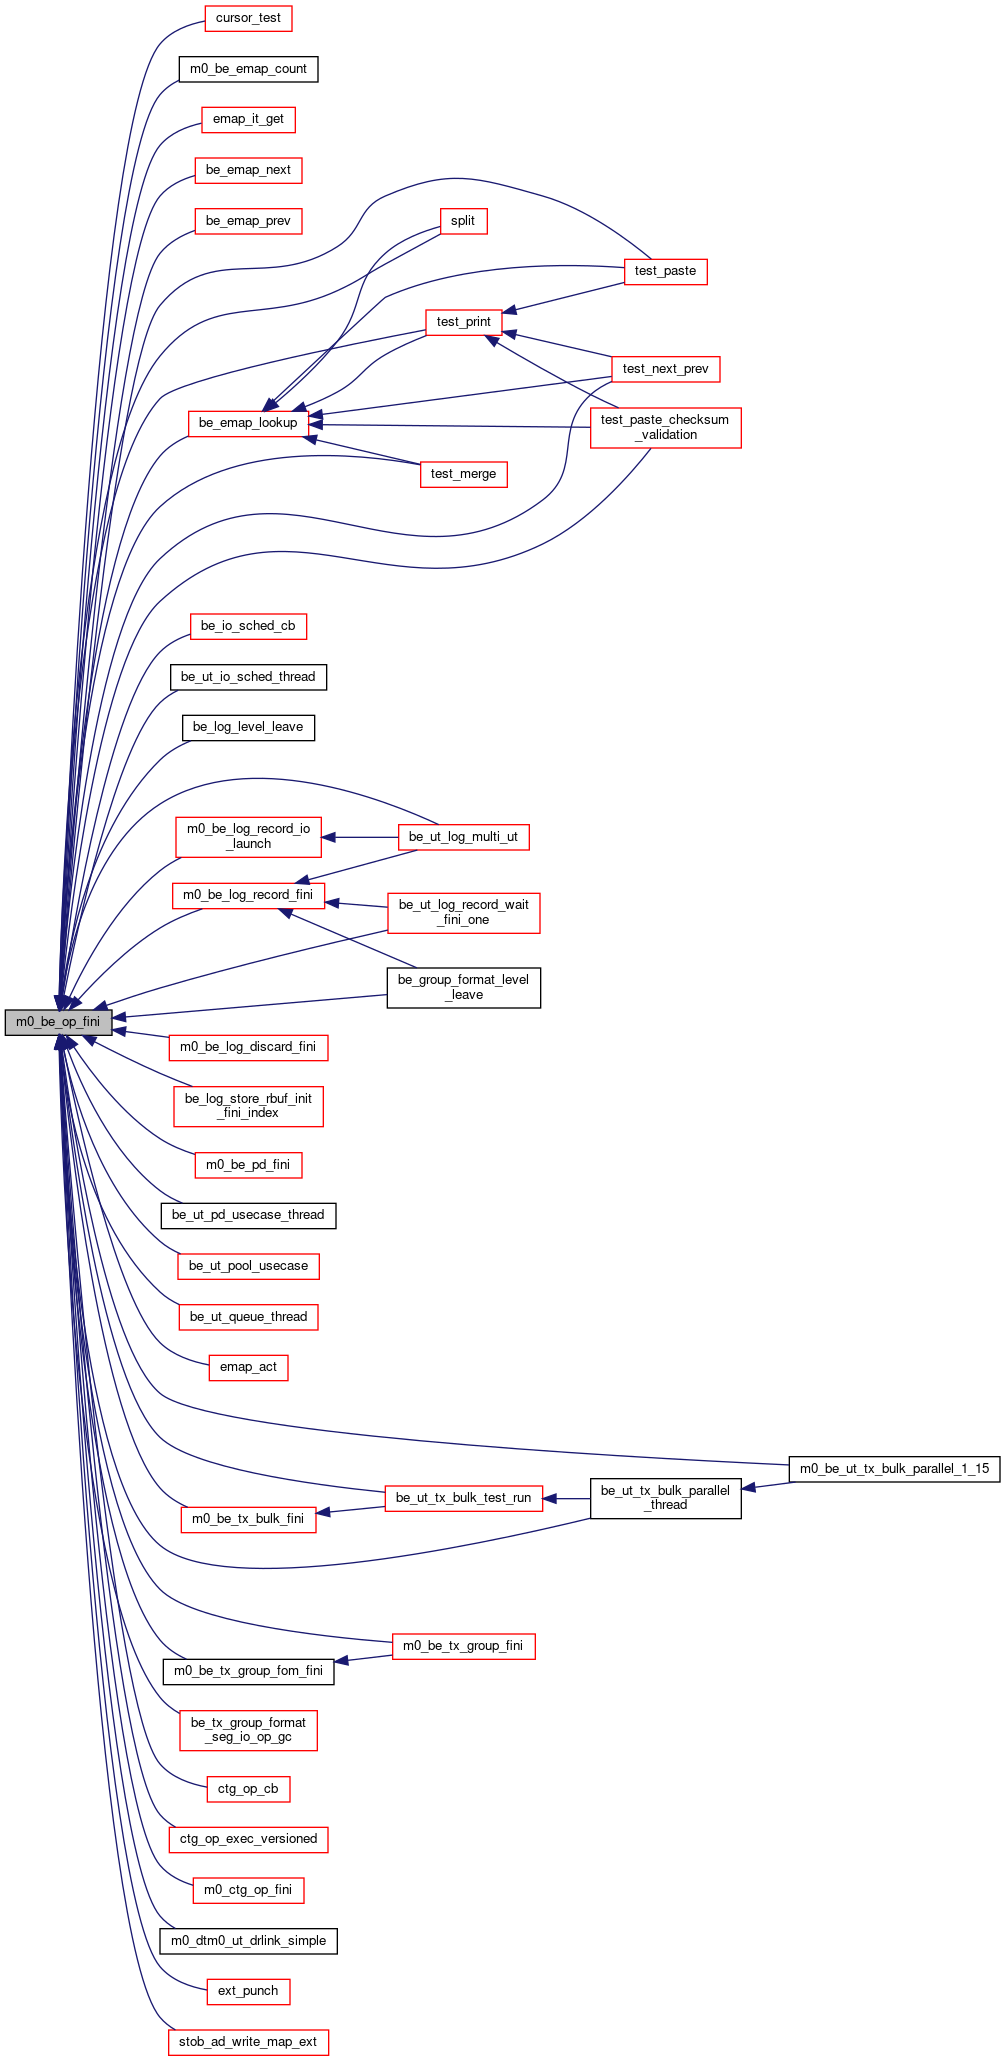 cursor_test
m0_be_emap_count
emap_it_get
be_emap_next
be_emap_prev
split
test_paste
test_print
test_next_prev
be_emap_lookup
test_paste_checksum
_validation
test_merge
be_io_sched_cb
be_ut_io_sched_thread
be_log_level_leave
m0_be_log_record_io
_launch
be_ut_log_multi_ut
m0_be_log_record_fini
be_ut_log_record_wait
_fini_one
be_group_format_level
_leave
m0_be_op_fini
m0_be_log_discard_fini
be_log_store_rbuf_init
_fini_index
m0_be_pd_fini
be_ut_pd_usecase_thread
be_ut_pool_usecase
be_ut_queue_thread
emap_act
m0_be_ut_tx_bulk_parallel_1_15
be_ut_tx_bulk_test_run
be_ut_tx_bulk_parallel
_thread
m0_be_tx_bulk_fini
m0_be_tx_group_fini
m0_be_tx_group_fom_fini
be_tx_group_format
_seg_io_op_gc
ctg_op_cb
ctg_op_exec_versioned
m0_ctg_op_fini
m0_dtm0_ut_drlink_simple
ext_punch
stob_ad_write_map_ext